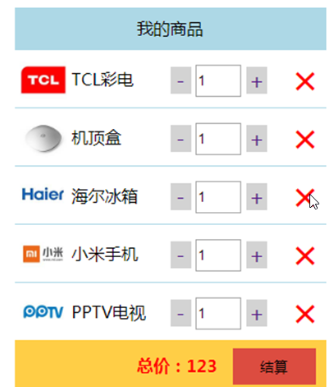 我的商品
TCL TCL彩电 - 1 +
机顶盒 - 1 +
Haier 海尔冰箱 - 1 +
mi 小米 小米手机 - 1 +
PPTV PPTV电视 - 1 +
总价：123 结算